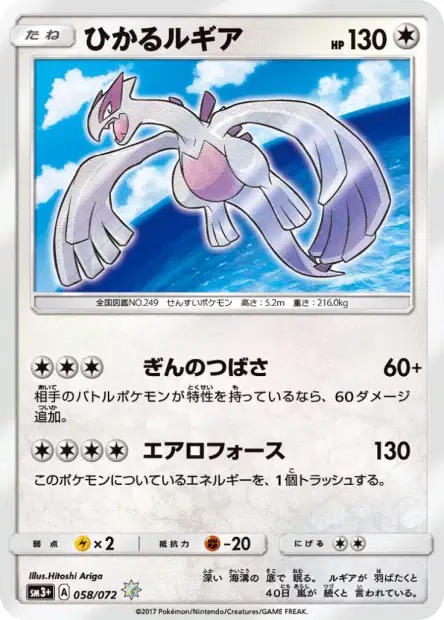 たね ひかるルギア HP 130
全国図鑑NO.249 せんすいポケモン 高さ:5.2m 重さ:216.0kg
ぎんのつばさ 60+
相手のバトルポケモンが特性を持っているなら、60ダメージ
追加。
エアロフォース 130
このポケモンについているエネルギーを、1個トラッシュする。
弱点 ×2 抵抗力 -20 にげる
Illus.Hitoshi Ariga
SM3+ A 058/072
深い 海溝の 底で 眠る。 ルギアが 羽ばたくと
40日 嵐が 続くと 言われている。
©2017 Pokémon/Nintendo/Creatures/GAME FREAK.